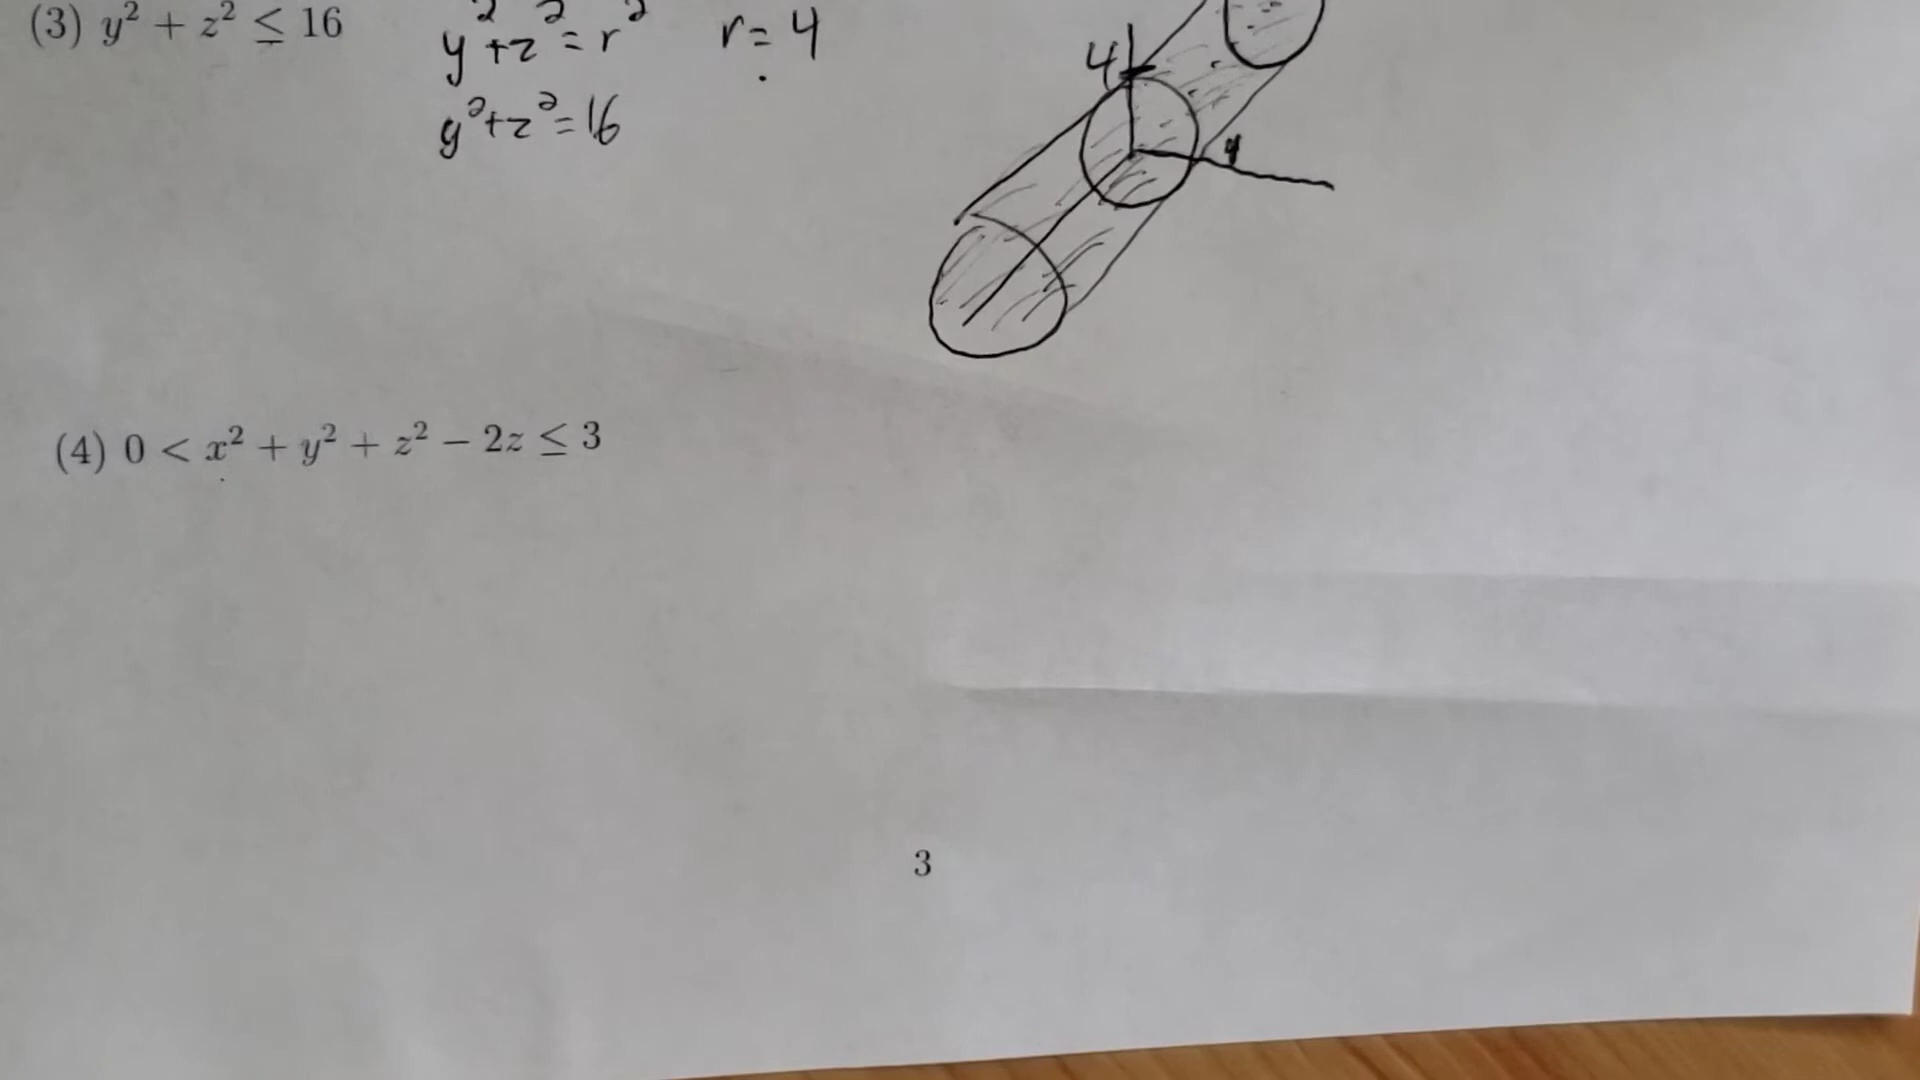 (3) y² + z² ≤ 16
y² + z² = r²
r = 4
y² + z² = 16
4
4
(4) 0 < x² + y² + z² − 2z ≤ 3
3